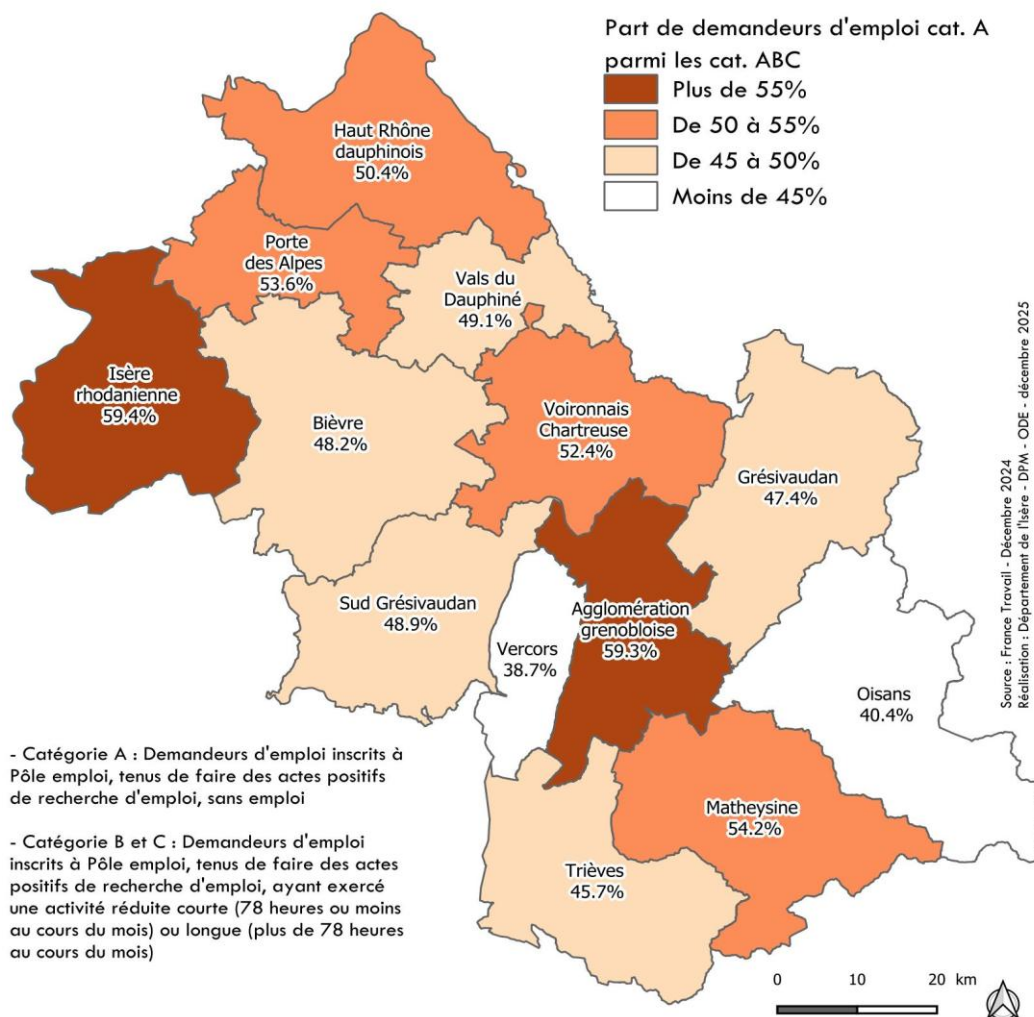 Part de demandeurs d'emploi cat. A
parmi les cat. ABC
Plus de 55%
De 50 à 55%
De 45 à 50%
Moins de 45%
Haut Rhône
dauphinois
50.4%
Porte
des Alpes
53.6%
Vals du
Dauphiné
49.1%
Isère
rhodanienne
59.4%
Bièvre
48.2%
Voironnais
Chartreuse
52.4%
Grésivaudan
47.4%
Sud Grésivaudan
48.9%
Vercors
38.7%
Agglomération
grenobloise
59.3%
Oisans
40.4%
Matheysine
54.2%
Trièves
45.7%
- Catégorie A : Demandeurs d'emploi inscrits à
Pôle emploi, tenus de faire des actes positifs
de recherche d'emploi, sans emploi
- Catégorie B et C : Demandeurs d'emploi
inscrits à Pôle emploi, tenus de faire des actes
positifs de recherche d'emploi, ayant exercé
une activité réduite courte (78 heures ou moins
au cours du mois) ou longue (plus de 78 heures
au cours du mois)
Source : France Travail - Décembre 2024
Réalisation : Département de l'Isère - DPM - ODE - décembre 2025
0 10 20 km